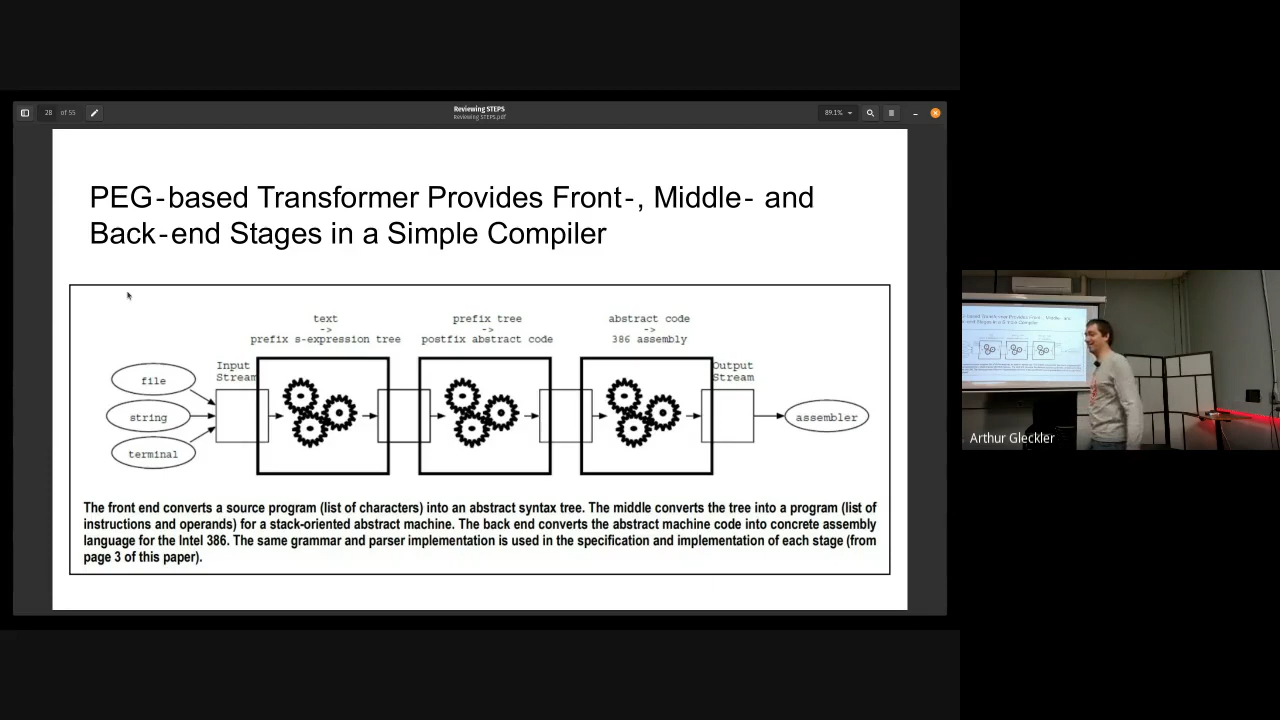 28 of 55
Reviewing STEPS
Reviewing STEPS.pdf
89.1%
PEG-based Transformer Provides Front-, Middle- and
Back-end Stages in a Simple Compiler
text
->
prefix s-expression tree
prefix tree
->
postfix abstract code
abstract code
->
386 assembly
Input
Stream
Output
Stream
file
string
terminal
assembler
The front end converts a source program (list of characters) into an abstract syntax tree. The middle converts the tree into a program (list of
instructions and operands) for a stack-oriented abstract machine. The back end converts the abstract machine code into concrete assembly
language for the Intel 386. The same grammar and parser implementation is used in the specification and implementation of each stage (from
page 3 of this paper).
Arthur Gleckler